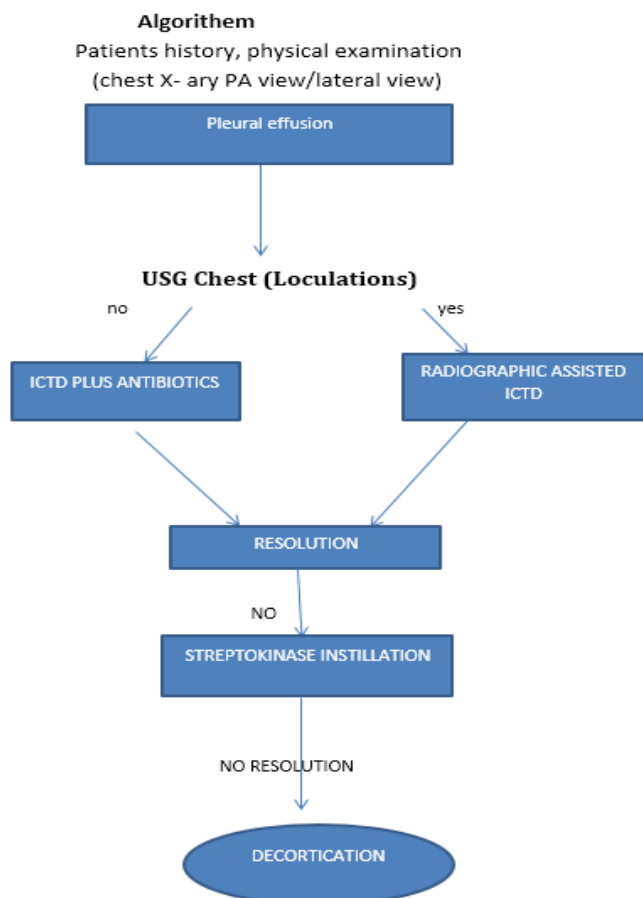 Algorithem
Patients history, physical examination
(chest X- ary PA view/lateral view)
Pleural effusion
USG Chest (Loculations)
no
yes
ICTD PLUS ANTIBIOTICS
RADIOGRAPHIC ASSISTED
ICTD
RESOLUTION
NO
STREPTOKINASE INSTILLATION
NO RESOLUTION
DECORTICATION